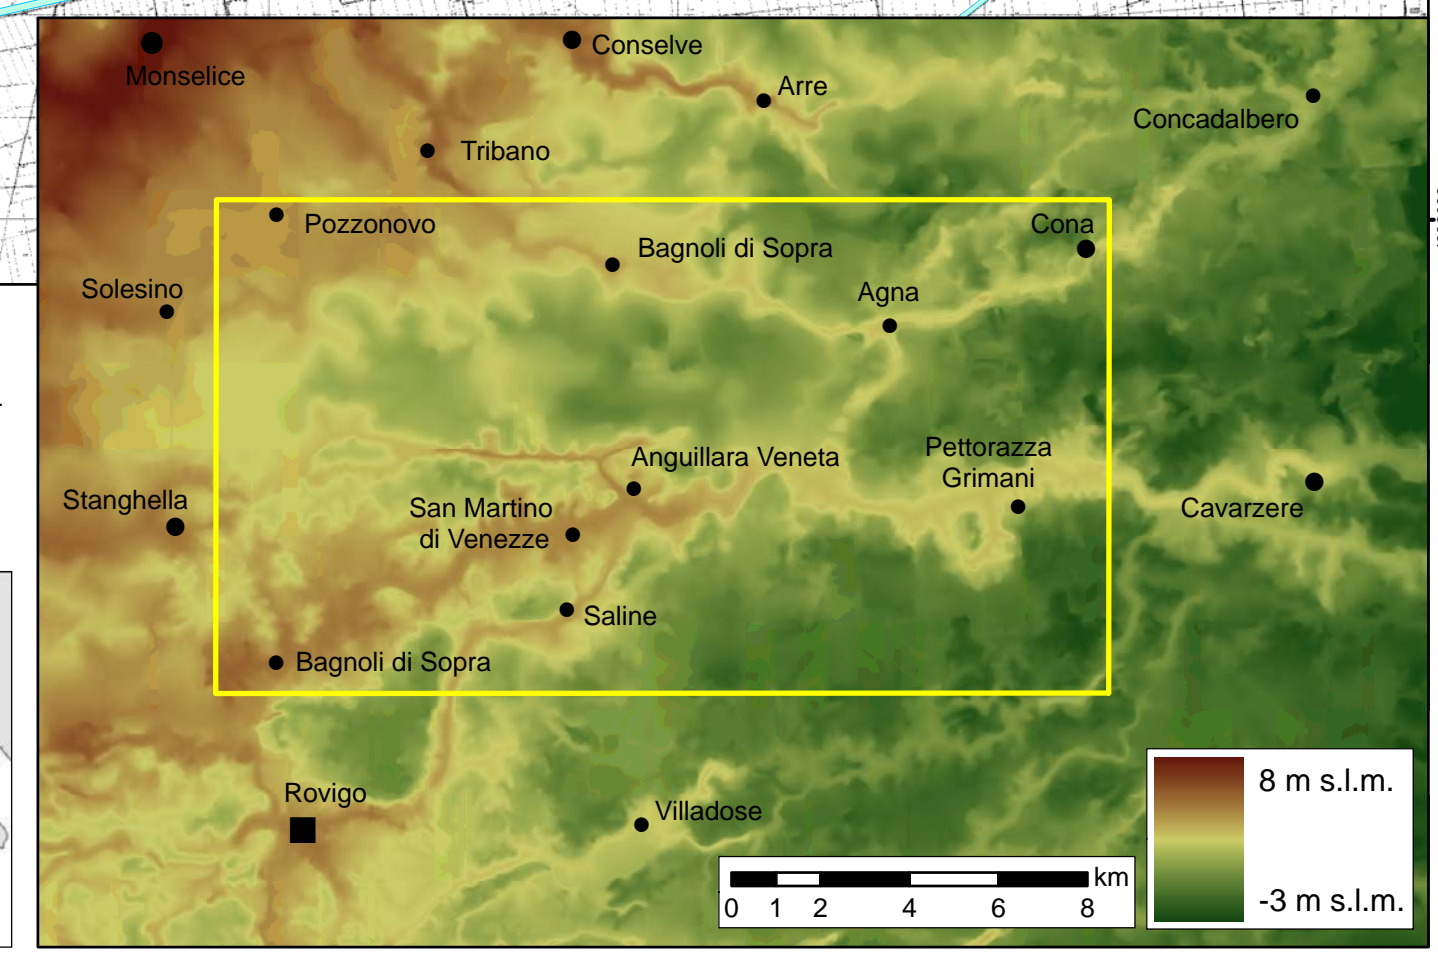 Conselve
Monselice
Arre
Concadalbero
Tribano
Pozzonovo
Cona
Bagnoli di Sopra
Solesino
Agna
Pettorazza
Grimani
Anguillara Veneta
Stanghella
San Martino
di Venezze
Cavarzere
Saline
Bagnoli di Sopra
Rovigo
Villadose
8 m s.l.m.
-3 m s.l.m.
km
0 1 2 4 6 8